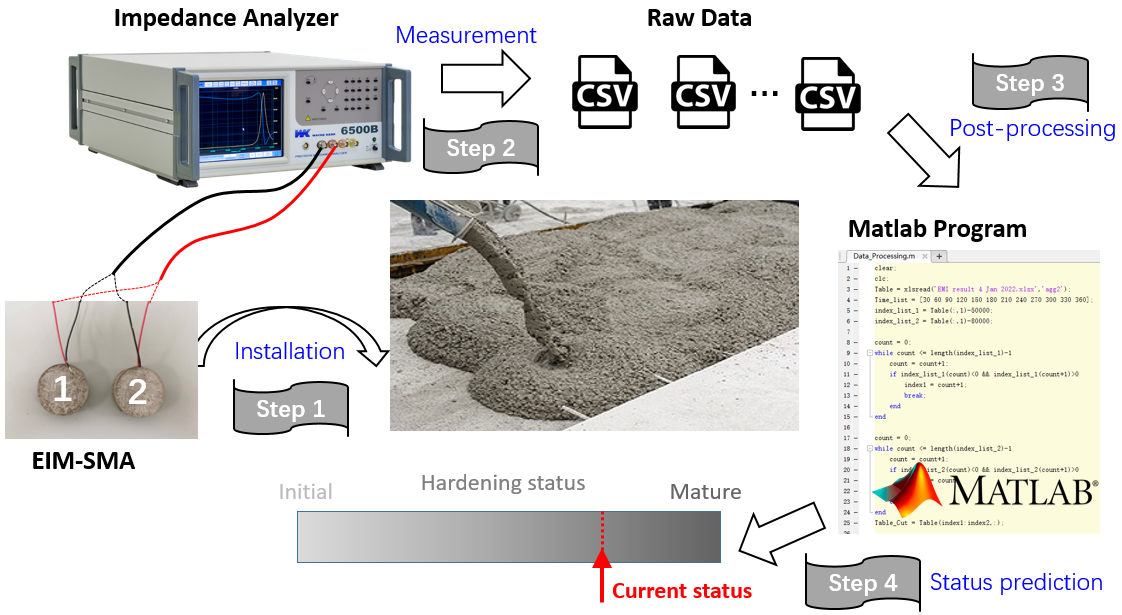 Impedance Analyzer
Measurement
Raw Data
CSV
CSV
...
CSV
Step 3
Post-processing
6500B
Step 2
Matlab Program
Data_Processing.m
1 clear;
2 clc;
3 Table = xlsread('EMI result 4 Jan 2022.xlsx','agg2');
4 Time_list = [30 60 90 120 150 180 210 240 270 300 330 360];
5 index_list_1 = Table(:,1)-50000;
6 index_list_2 = Table(:,1)-80000;
7
8 count = 0;
9 while count <= length(index_list_1)-1
10 count = count+1;
11 if index_list_1(count)<0 && index_list_1(count+1)>0
12 index1 = count+1;
13 break;
14 end
15 end
16
17 count = 0;
18 while count <= length(index_list_2)-1
19 count = count+1;
20 if ind _2(count)<0 && index_list_2(count+1)>0
21
22
23
24 end
25 Table_Cut = Table(index1:index2,:);
MATLAB®
1
2
Installation
Step 1
EIM-SMA
Initial
Hardening status
Mature
Current status
Step 4
Status prediction